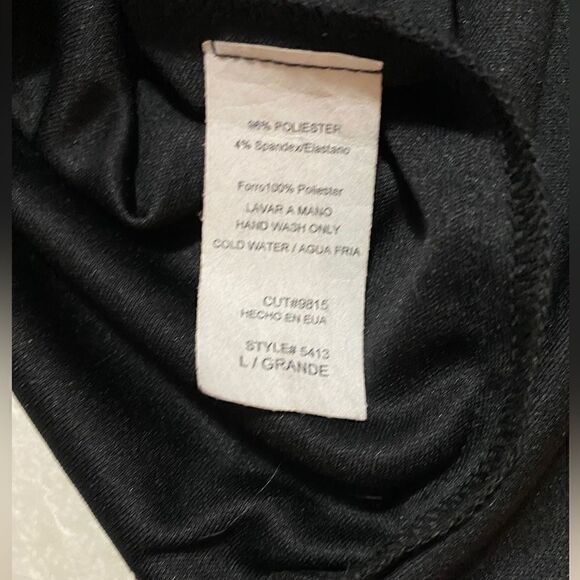 96% POLIESTER
4% Spandex/Elastano
Forro100% Poliester
LAVAR A MANO
HAND WASH ONLY
COLD WATER / AGUA FRIA
CUT#9815
HECHO EN EUA
STYLE# 5413
L / GRANDE